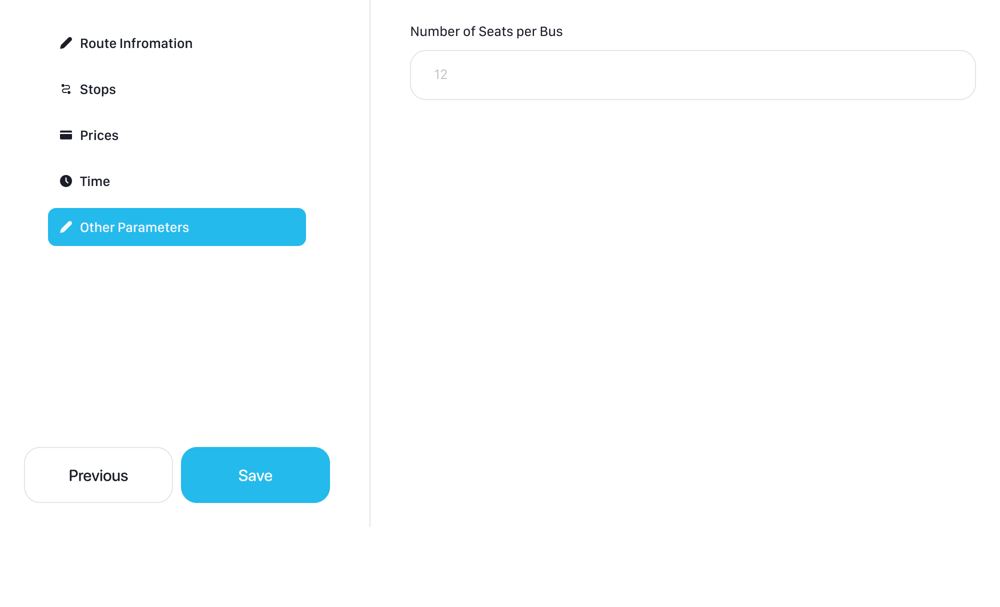 Route Infromation
Stops
Prices
Time
Other Parameters
Previous
Save
Number of Seats per Bus
12